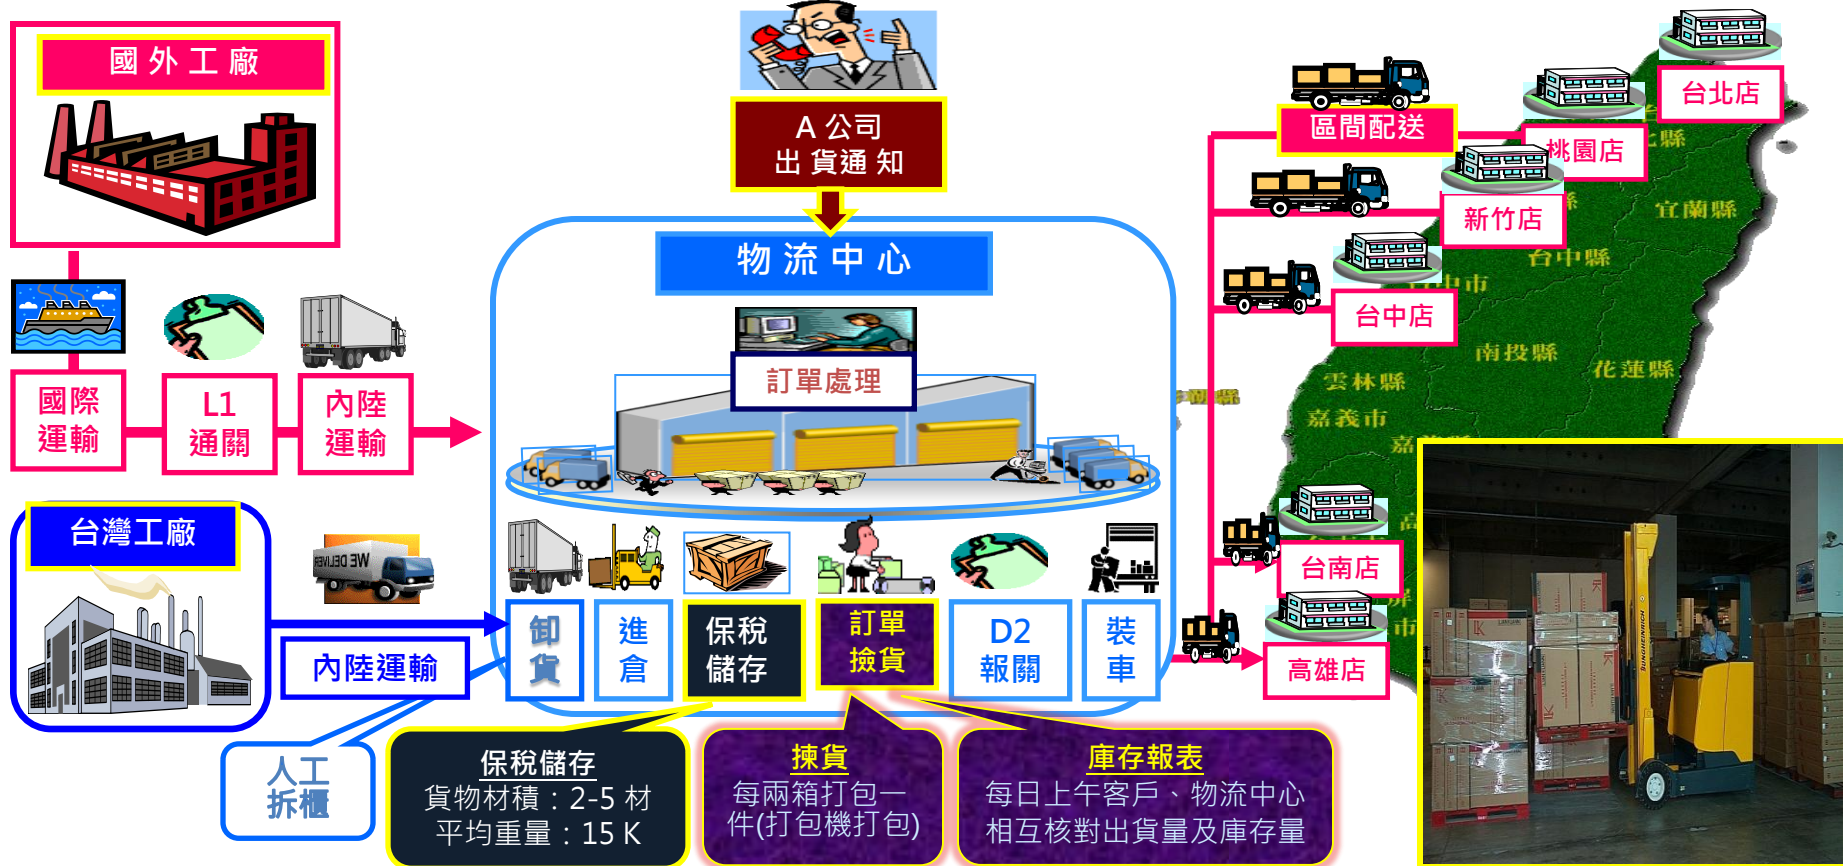 國外工廠
A 公司
出 貨通 知
物 流 中 心
訂單處理
國際
運輸
L1
通關
內陸
運輸
台灣工廠
WE DELIVER
內陸運輸
卸
貨
進
倉
保稅
儲存
訂單
撿貨
D2
報關
裝
車
人工
拆櫃
保稅儲存
貨物材積：2-5 材
平均重量：15 K
揀貨
每兩箱打包一
件(打包機打包)
庫存報表
每日上午客戶、物流中心
相互核對出貨量及庫存量
區間配送
台北店
桃園店
新竹店
台中店
台南店
高雄店
宜蘭縣
台中縣
南投縣
花蓮縣
雲林縣
嘉義市
JUNGHEINRICH